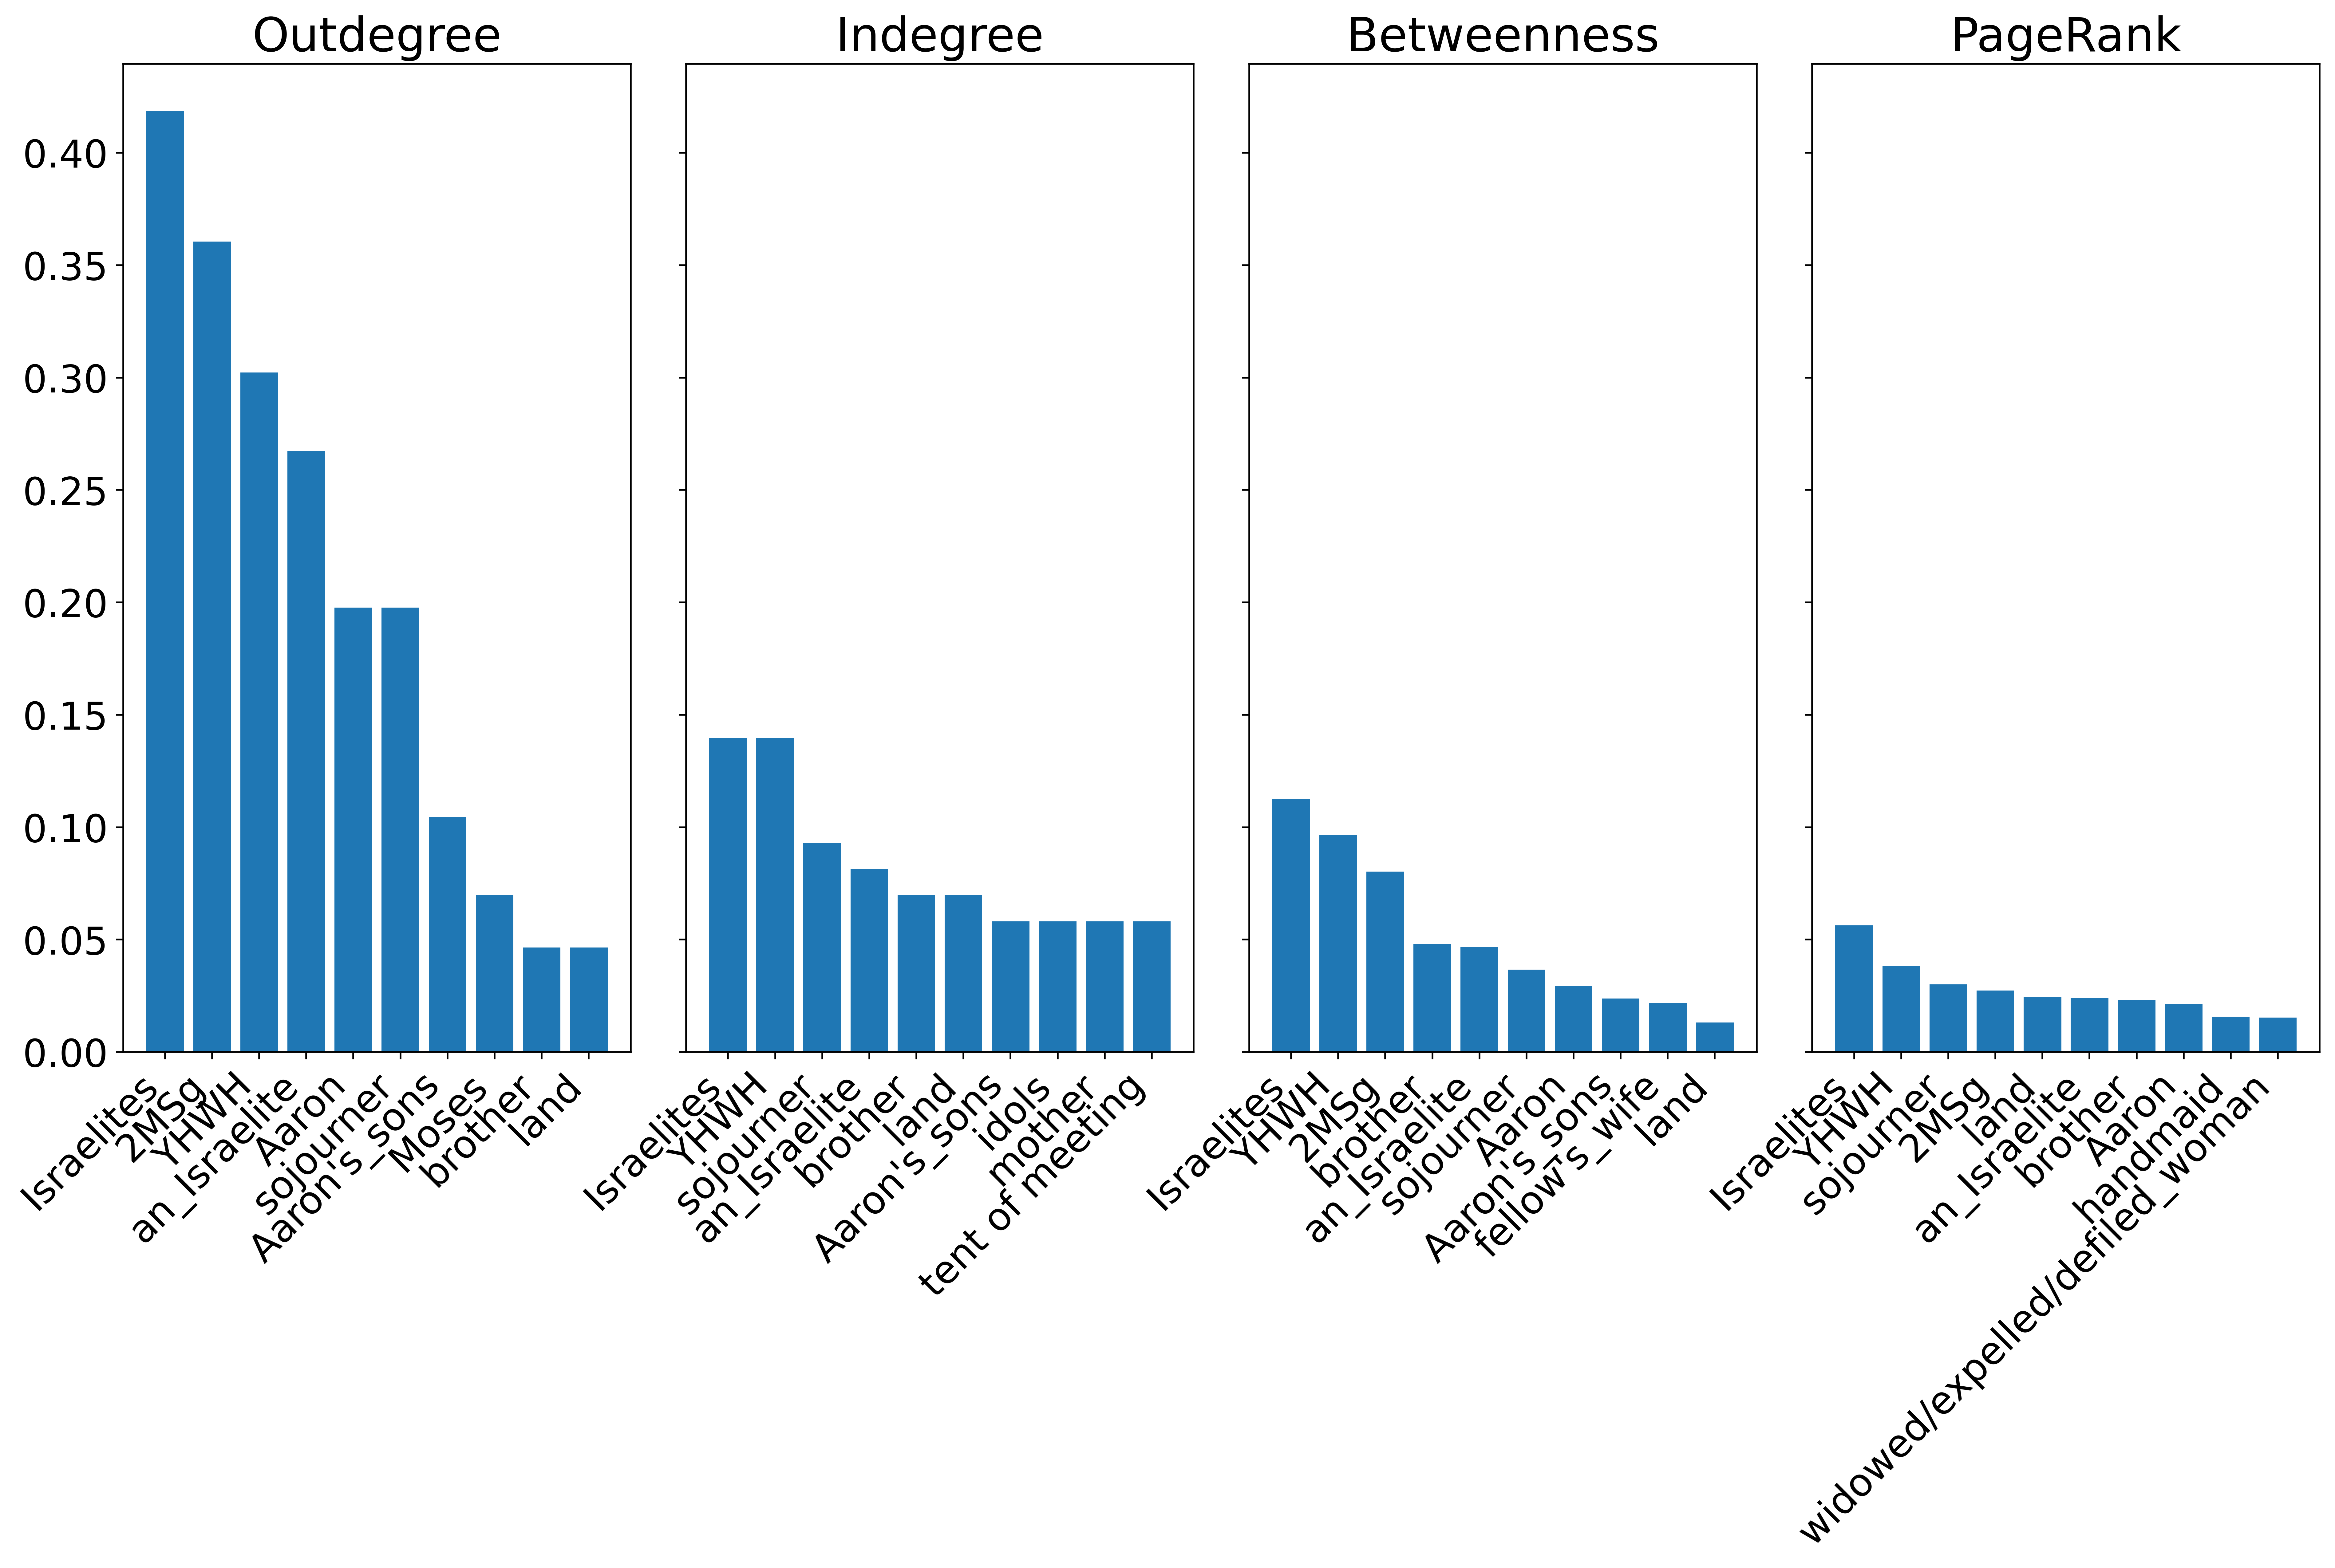 Outdegree
Indegree
Betweenness
PageRank
0.40
0.35
0.30
0.25
0.20
0.15
0.10
0.05
0.00
Israelites
2MSg
YHWH
an_Israelite
Aaron
sojourner
Aaron's_sons
Moses
brother
land
Israelites
YHWH
sojourner
an_Israelite
brother
land
Aaron's_sons
idols
mother
tent of meeting
Israelites
YHWH
2MSg
brother
an_Israelite
sojourner
Aaron
Aaron's_sons
fellow's_wife
land
Israelites
YHWH
sojourner
2MSg
land
an_Israelite
brother
Aaron
handmaid
widowed/expelled/defiled_woman